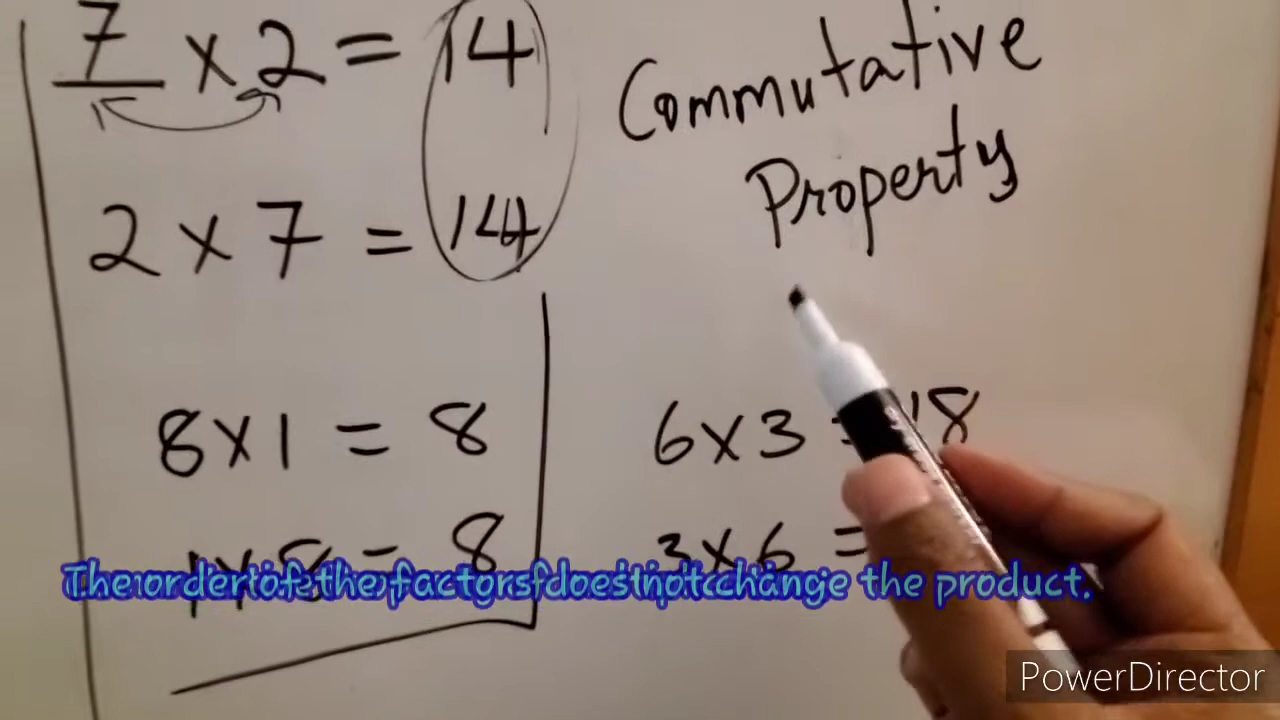 7 x 2 = 14
Commutative
Property
2 x 7 = 14
8 x 1 = 8
6 x 3 = 18
1 x 8 = 8
3 x 6 =
The order of the factors does not change the product.
PowerDirector